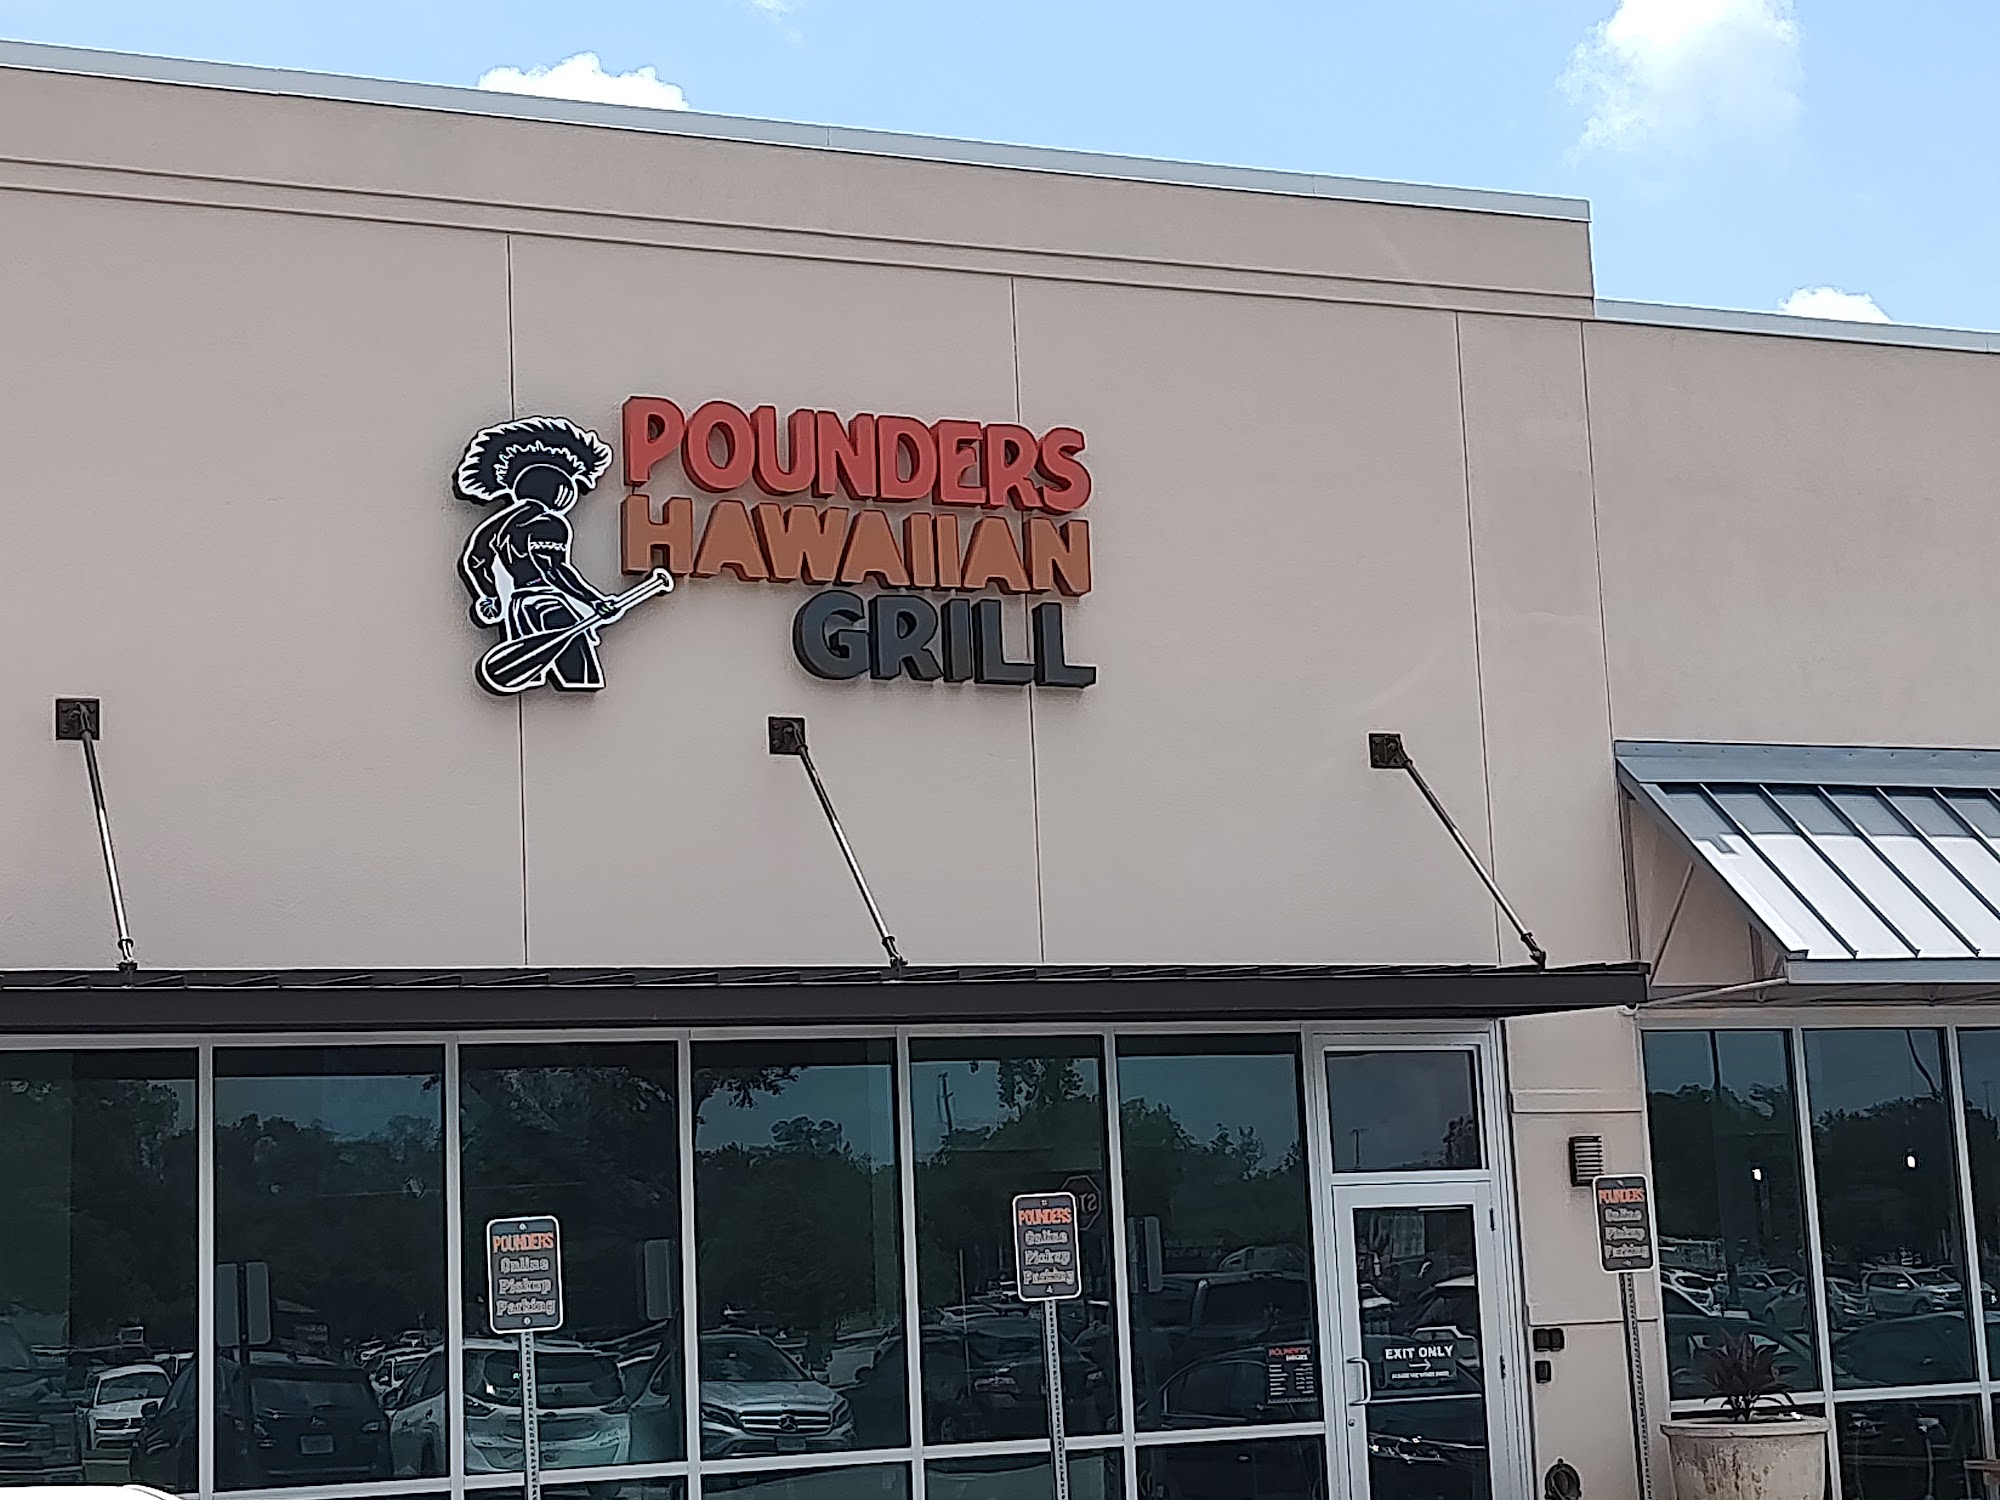 POUNDERS
HAWAIIAN
GRILL
POUNDERS
Online
Pickup
Parking
POUNDERS
Online
Pickup
Parking
POUNDERS
Online
Pickup
Parking
EXIT ONLY